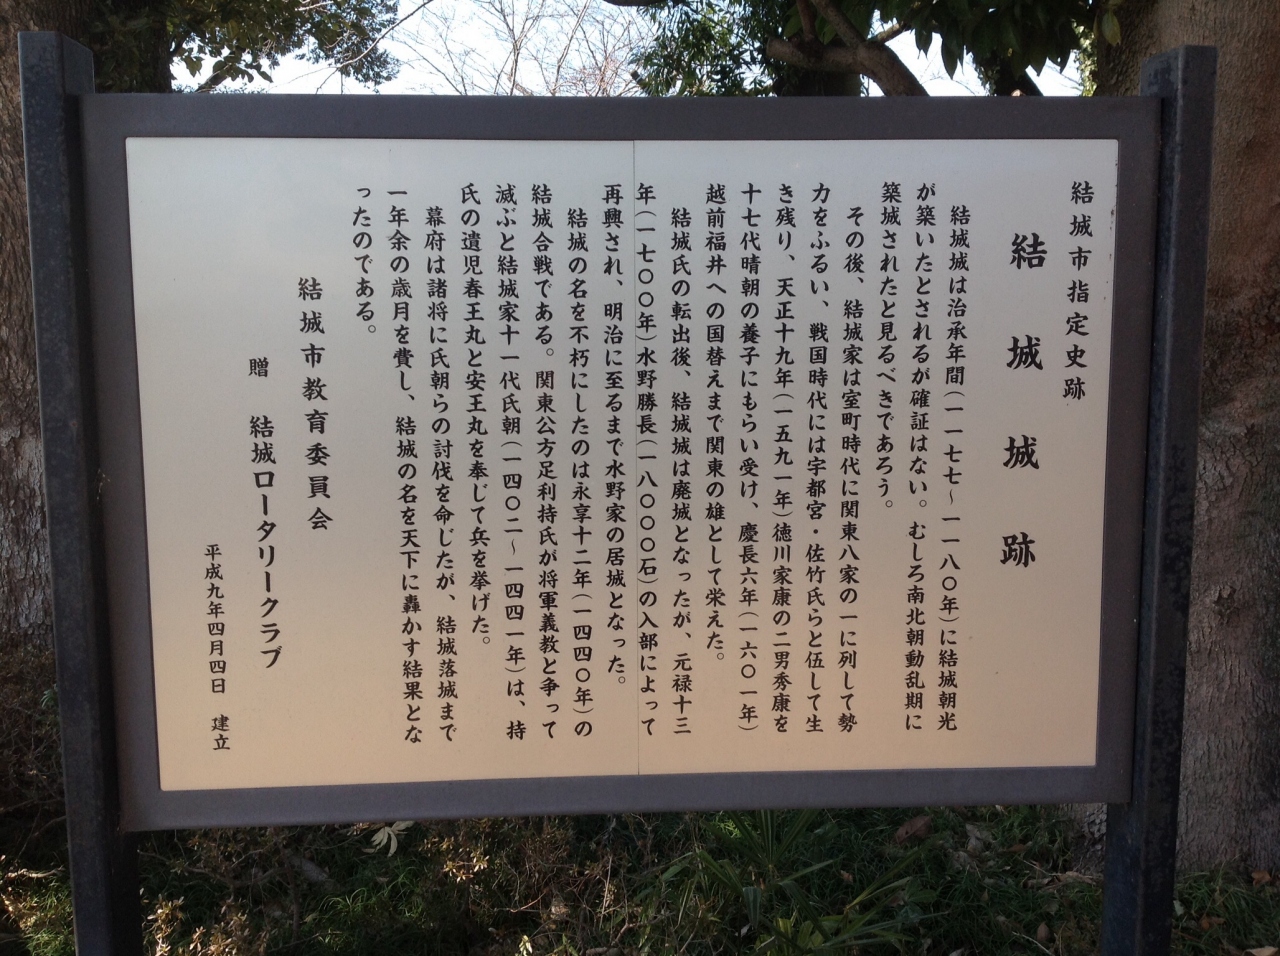 結城市指定史跡
結城城跡
結城城は治承年間(一一七七～一一八〇年)に結城朝光
が築いたとされるが確証はない。むしろ南北朝動乱期に
築城されたと見るべきであろう。
その後、結城家は室町時代に関東八家の一に列して勢
力をふるい、戦国時代には宇都宮・佐竹氏らと伍して生
き残り、天正十九年(一五九一年)徳川家康の二男秀康を
十七代晴朝の養子にもらい受け、慶長六年(一六〇一年)
越前福井への国替えまで関東の雄として栄えた。
結城氏の転出後、結城城は廃城となったが、元禄十三
年(一七〇〇年)水野勝長(一八〇〇〇石)の入部によって
再興され、明治に至るまで水野家の居城となった。
結城の名を不朽にしたのは永享十二年(一四四〇年)の
結城合戦である。関東公方足利持氏が将軍義教と争って
滅ぶと結城家十一代氏朝(一四〇二～一四四一年)は、持
氏の遺児春王丸と安王丸を奉じて兵を挙げた。
幕府は諸将に氏朝らの討伐を命じたが、結城落城まで
一年余の歳月を費し、結城の名を天下に轟かす結果とな
ったのである。
結城市教育委員会
贈 結城ロータリークラブ
平成九年四月四日 建立